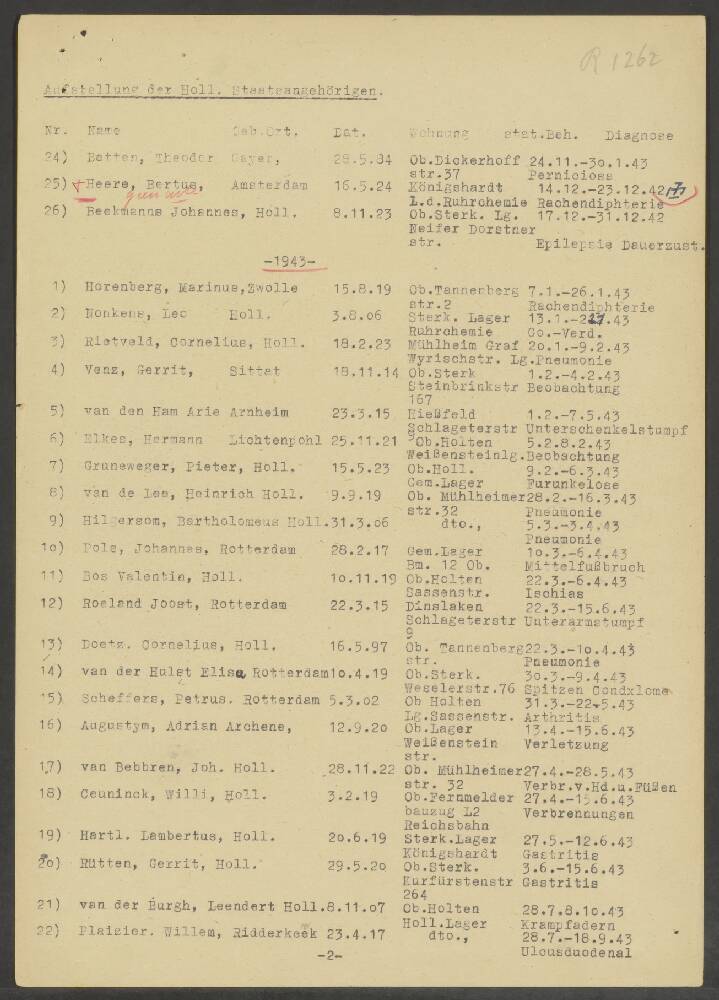 R 1262
Aufstellung der Holl. Staatsangehörigen.
Nr. Name Geb.Ort. Dat. Wohnung stat.Beh. Diagnose
24) Betten, Theodor Gayer, 29.5.84 Ob.Dickerhoff 24.11.-30.1.43
str.37 Perniciosa
25) Heere, Bertus, Amsterdam 16.5.24 Königshardt 14.12.-23.12.42
L.d.Ruhrchemie Rachendiphterie
26) Beekmanns Johannes, Holl. 8.11.23 Ob.Sterk. Lg. 17.12.-31.12.42
Neifer Dorstner
str. Epilepsie Dauerzust.
-1943-
1) Horenberg, Marinus,Zwolle 15.8.19 Ob.Tannenberg 7.1.-26.1.43
str.2 Rachendiphterie
2) Nonkens, Leo Holl. 3.8.06 Sterk. Lager 13.1.-227.43
Ruhrchemie Co.-Verd.
3) Rietveld, Cornelius, Holl. 18.2.23 Mühlheim Graf 20.1.-9.2.43
Wyrischstr. Lg.Pneumonie
4) Venz, Gerrit, Sittat 18.11.14 Ob.Sterk 1.2.-4.2.43
Steinbrinkstr Beobachtung
167
5) van den Ham Arie Arnheim 23.3.15 Hießfeld 1.2.-7.5.43
Schlageterstr Unterschenkelstumpf
6) Elkes, Hermann Lichtenpohl 25.11.21 Ob.Holten 5.2.8.2.43
Weißensteinlg.Beobachtung
7) Gruneweger, Pieter, Holl. 15.5.23 Ob.Holl. 9.2.-6.3.43
Gem.Lager Furunkelose
8) van de Lee, Heinrich Holl. 9.9.19 Ob. Mühlheimer28.2.-16.3.43
str.32 Pneumonie
9) Hilgersom, Bartholomeus Holl.31.3.06 dto., 5.3.-3.4.43
Pneumonie
10) Pols, Johannes, Rotterdam 28.2.17 Gem.Lager 10.3.-6.4.43
Bm. 12 Ob. Mittelfußbruch
11) Bos Valentin, Holl. 10.11.19 Ob.Holten 22.3.-6.4.43
Sassenstr. Ischias
12) Roeland Joost, Rotterdam 22.3.15 Dinslaken 22.3.-15.6.43
Schlageterstr Unterarmstumpf
9
13) Doetz. Cornelius, Holl. 16.5.97 Ob. Tannenberg22.3.-10.4.43
str. Pneumonie
14) van der Hulst Elisa Rotterdam10.4.19 Ob.Sterk. 30.3.-9.4.43
Weselerstr.76 Spitzen Condxlome
15) Scheffers, Petrus. Rotterdam 5.3.02 Ob Holten 31.3.-22.5.43
Lg.Sassenstr. Arthritis
16) Augustym, Adrian Archene, 12.9.20 Ob.Lager 13.4.-15.6.43
Weißenstein Verletzung
str.
17) van Bebbren, Joh. Holl. 28.11.22 Ob. Mühlheimer27.4.-28.5.43
str. 32 Verbr.v.Hd.u.Füßen
18) Ceuninck, Willi, Holl. 3.2.19 Ob.Fernmelder 27.4.-15.6.43
bauzug L2 Verbrennungen
Reichsbahn
19) Hartl. Lambertus, Holl. 20.6.19 Sterk.Lager 27.5.-12.6.43
Königshardt Gastritis
20) Rütten, Gerrit, Holl. 29.5.20 Ob.Sterk. 3.6.-15.6.43
Kurfürstenstr Gastritis
264
21) van der Burgh, Leendert Holl.8.11.07 Ob.Holten 28.7.8.10.43
Holl.Lager Krampfadern
22) Plaizier. Willem, Ridderkeek 23.4.17 dto., 28.7.-18.9.43
Ulcusduodenal
-2-